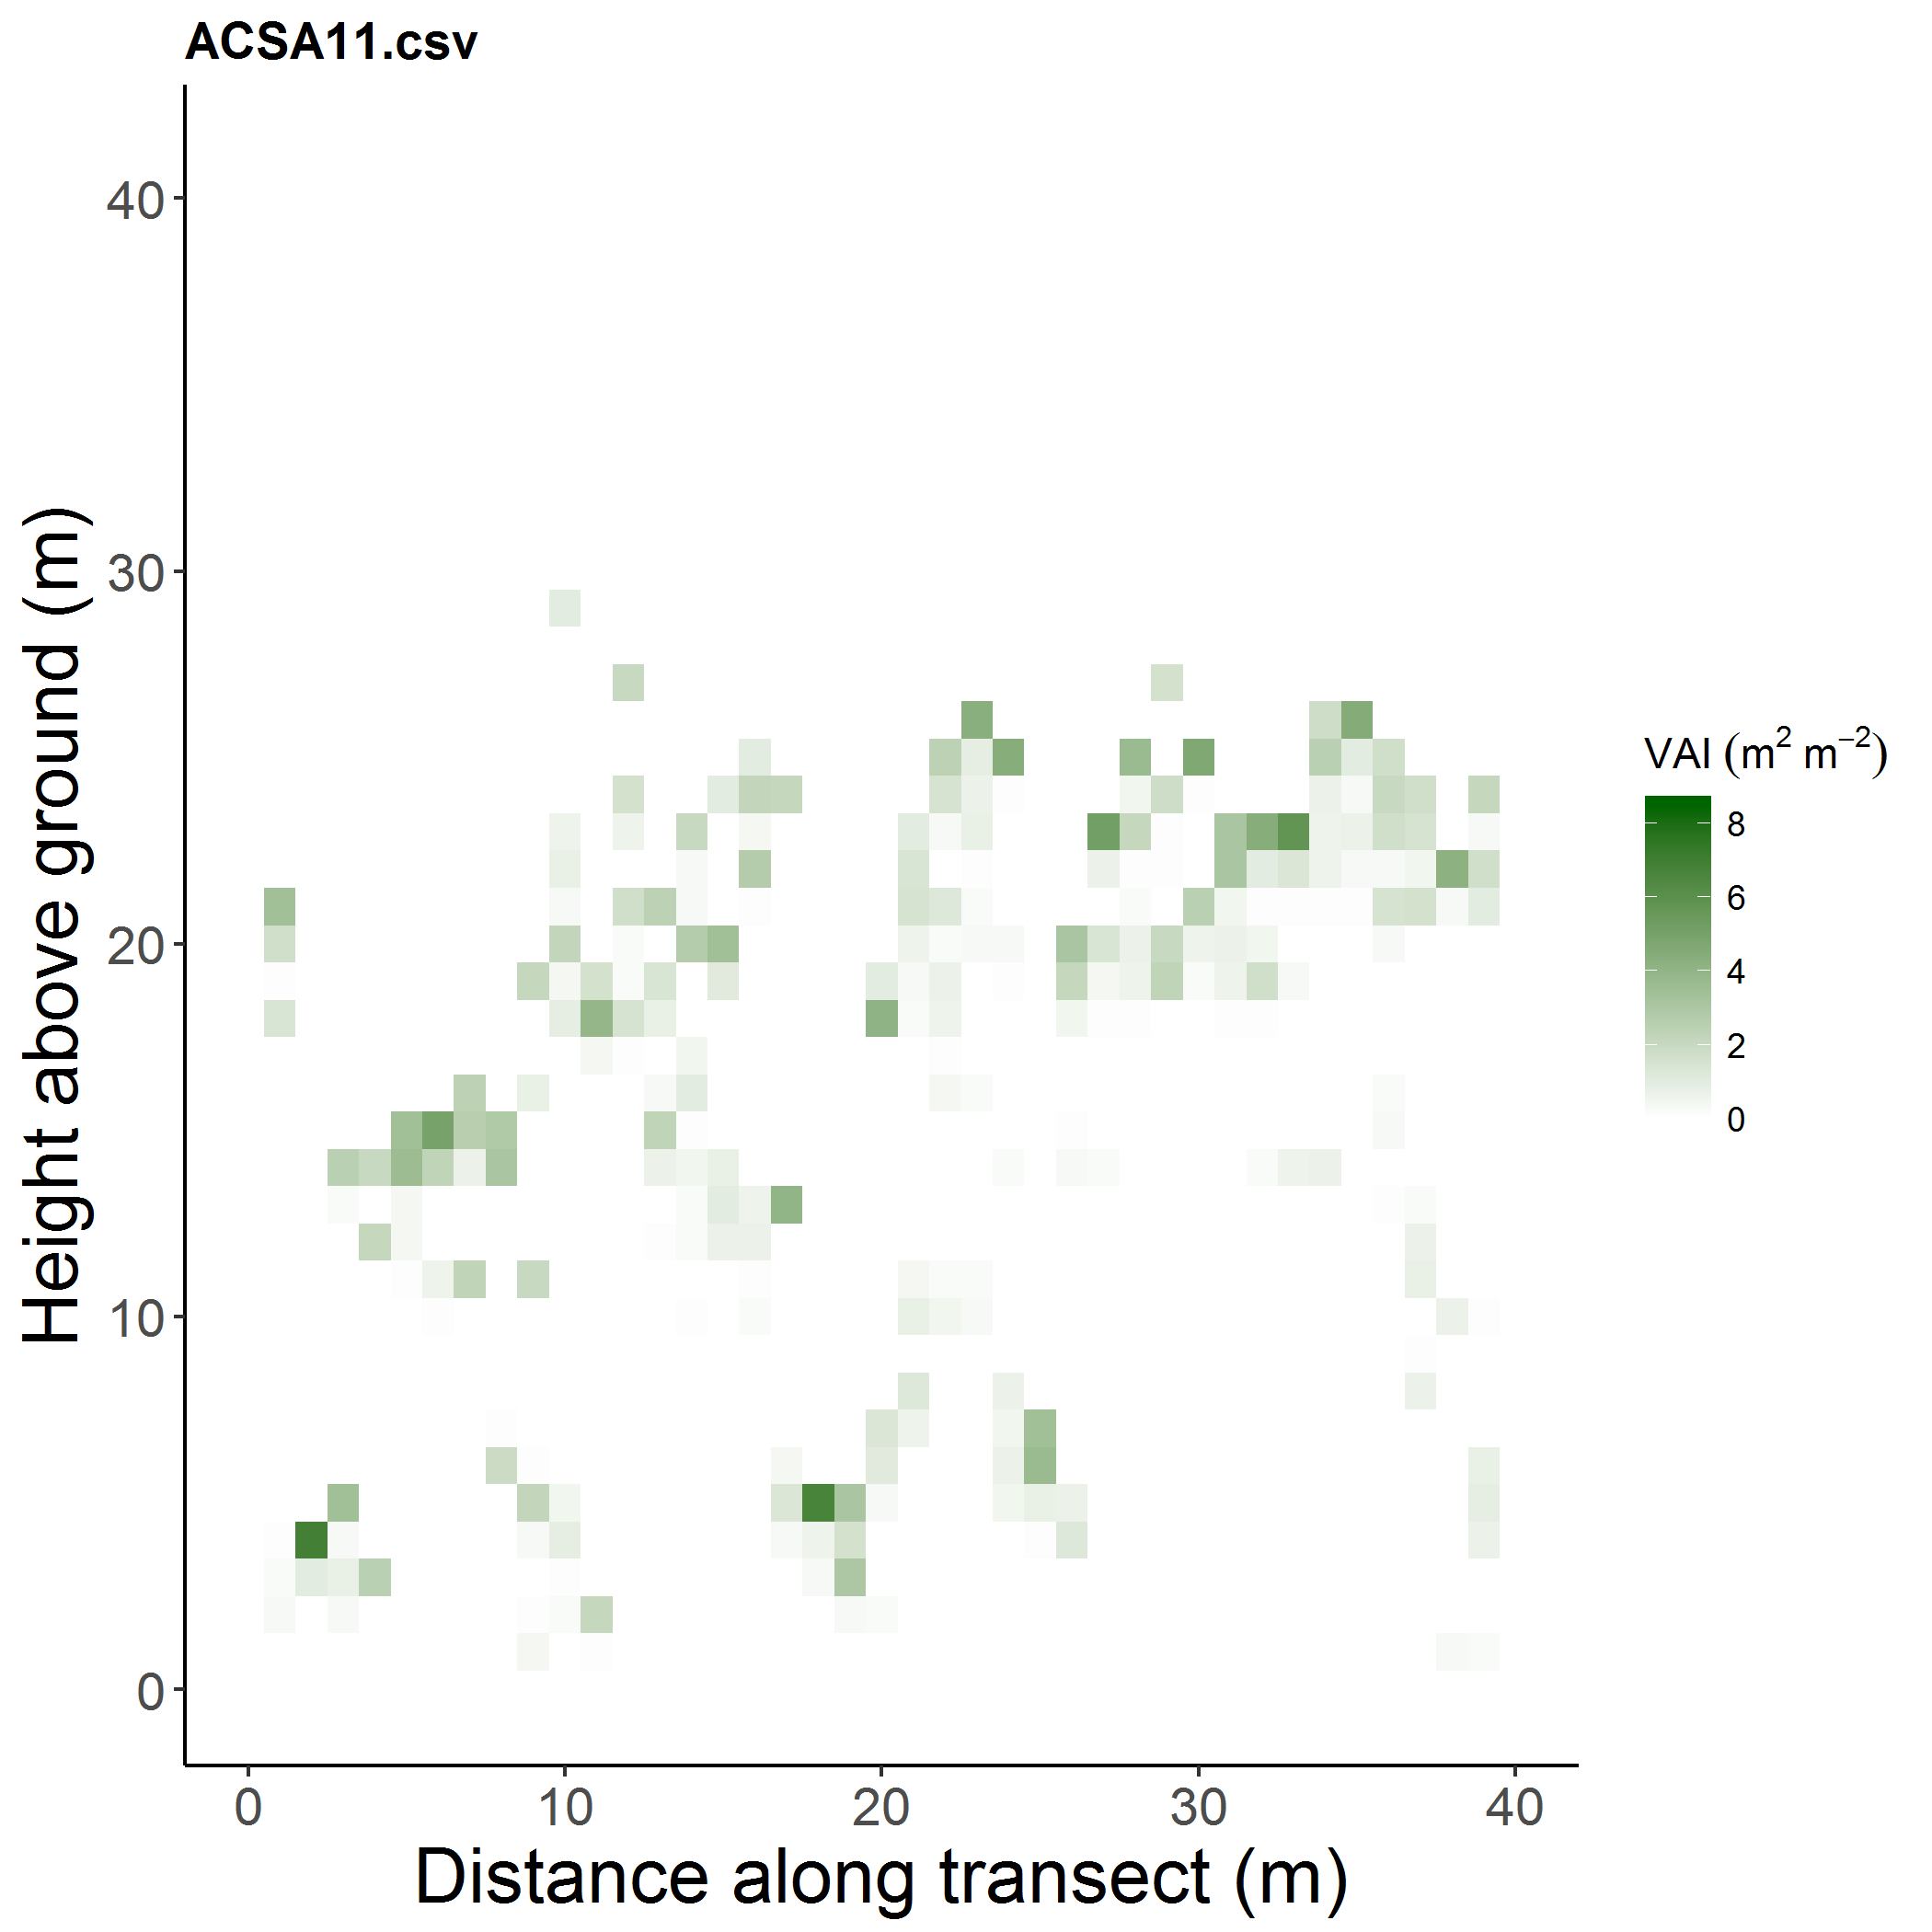 ACSA11.csv
Height above ground (m)
40
30
20
10
0
0 10 20 30 40
Distance along transect (m)
VAI (m² m⁻²)
8
6
4
2
0